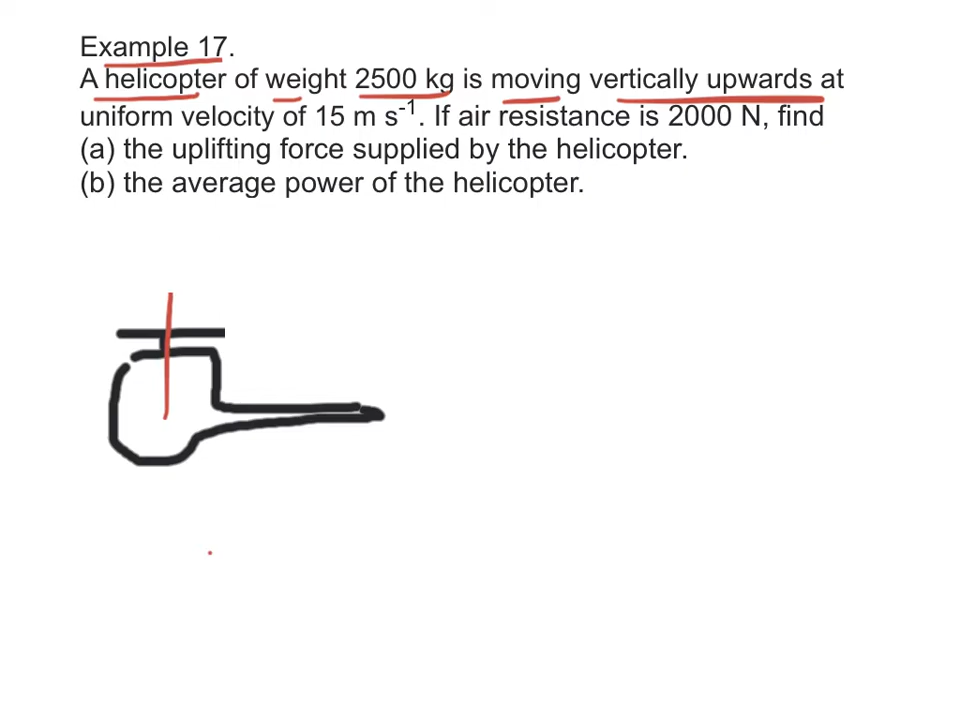 Example 17.
A helicopter of weight 2500 kg is moving vertically upwards at
uniform velocity of 15 m s⁻¹. If air resistance is 2000 N, find
(a) the uplifting force supplied by the helicopter.
(b) the average power of the helicopter.